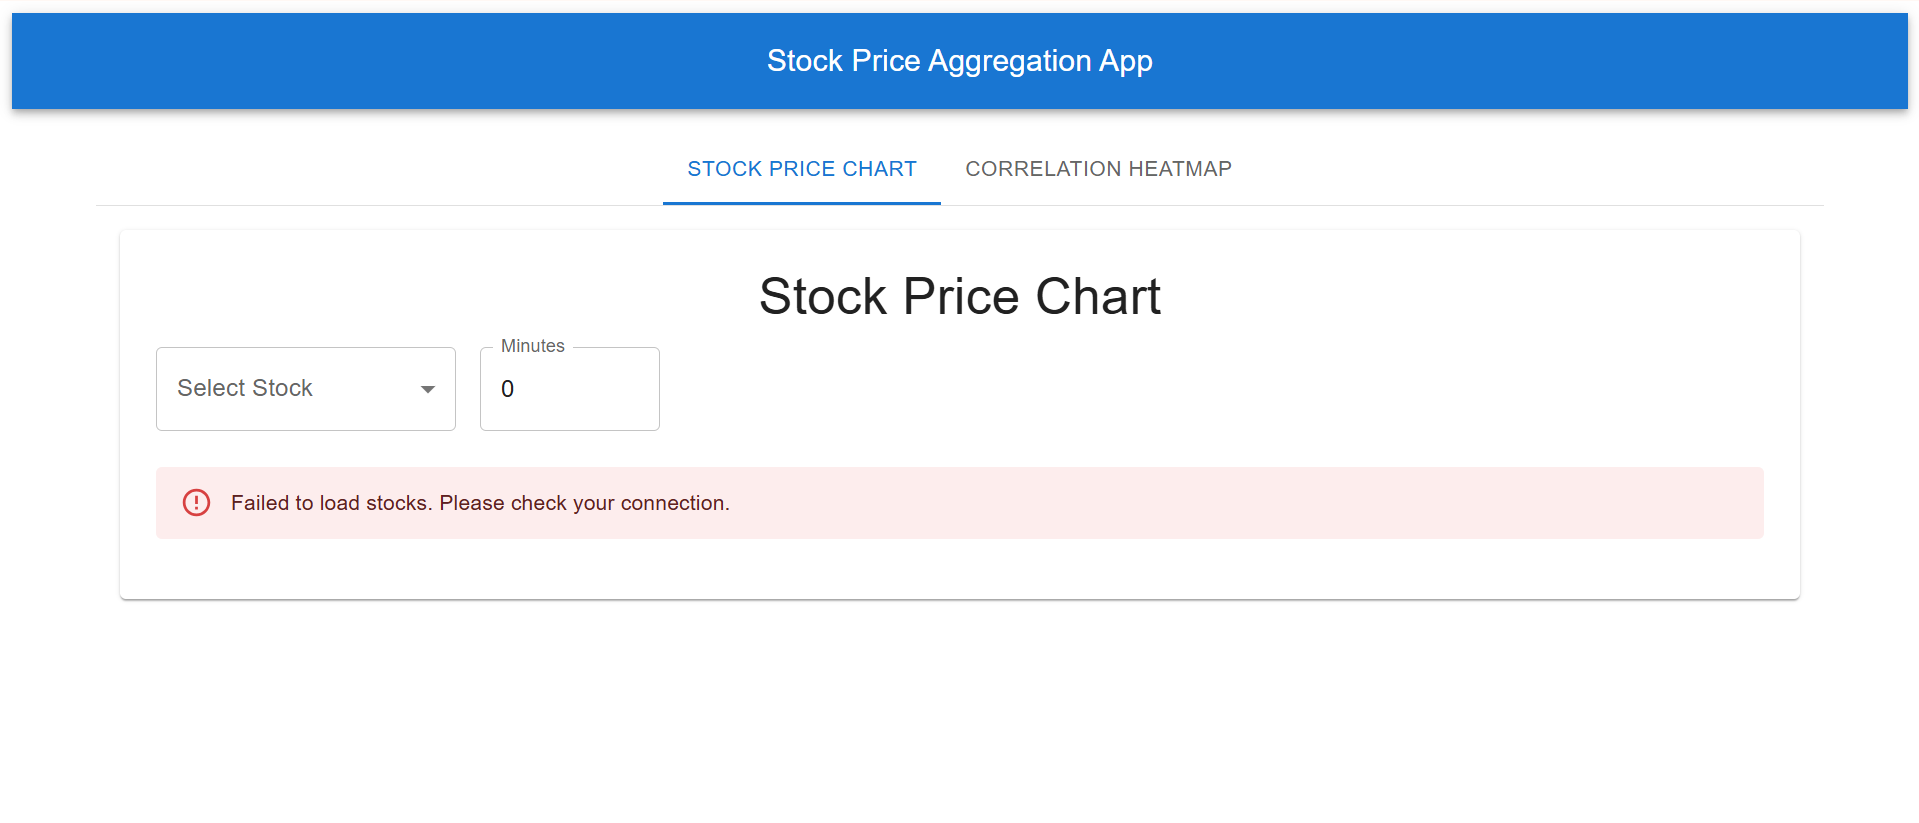 Stock Price Aggregation App
STOCK PRICE CHART CORRELATION HEATMAP
Stock Price Chart
Minutes
Select Stock 0
Failed to load stocks. Please check your connection.